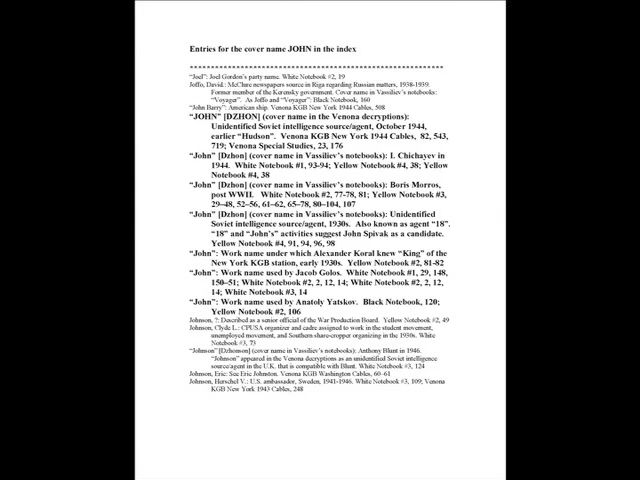 Entries for the cover name JOHN in the index
************************************************************
“Joel”: Joel Gordon's party name. White Notebook #2, 19
Joffo, David.: McClure newspapers source in Riga regarding Russian matters, 1938-1939.
Former member of the Kerensky government. Cover name in Vassiliev's notebooks:
“Voyager”. As Joffo and “Voyager”: Black Notebook, 160
“John Barry”: American ship. Venona KGB New York 1944 Cables, 508
“JOHN” [DZHON] (cover name in the Venona decryptions):
Unidentified Soviet intelligence source/agent, October 1944,
earlier “Hudson”. Venona KGB New York 1944 Cables, 82, 543,
719; Venona Special Studies, 23, 176
“John” [Dzhon] (cover name in Vassiliev's notebooks): I. Chichayev in
1944. White Notebook #1, 93-94; Yellow Notebook #4, 38; Yellow
Notebook #4, 38
“John” [Dzhon] (cover name in Vassiliev's notebooks): Boris Morros,
post WWII. White Notebook #2, 77-78, 81; Yellow Notebook #3,
29–48, 52–56, 61–62, 65–78, 80–104, 107
“John” [Dzhon] (cover name in Vassiliev's notebooks): Unidentified
Soviet intelligence source/agent, 1930s. Also known as agent “18”.
“18” and “John's” activities suggest John Spivak as a candidate.
Yellow Notebook #4, 91, 94, 96, 98
“John”: Work name under which Alexander Koral knew “King” of the
New York KGB station, early 1930s. Yellow Notebook #2, 81-82
“John”: Work name used by Jacob Golos. White Notebook #1, 29, 148,
150–51; White Notebook #2, 2, 12, 14; White Notebook #2, 2, 12,
14; White Notebook #3, 14
“John”: Work name used by Anatoly Yatskov. Black Notebook, 120;
Yellow Notebook #2, 106
Johnson, ?: Described as a senior official of the War Production Board. Yellow Notebook #2, 49
Johnson, Clyde L.: CPUSA organizer and cadre assigned to work in the student movement,
unemployed movement, and Southern share-cropper organizing in the 1930s. White
Notebook #3, 73
“Johnson” [Dzhonson] (cover name in Vassiliev's notebooks): Anthony Blunt in 1946.
“Johnson” appeared in the Venona decryptions as an unidentified Soviet intelligence
source/agent in the U.K. that is compatible with Blunt. White Notebook #3, 124
Johnson, Eric: See Eric Johnston. Venona KGB Washington Cables, 60–61
Johnson, Herschel V.: U.S. ambassador, Sweden, 1941-1946. White Notebook #3, 109; Venona
KGB New York 1943 Cables, 248